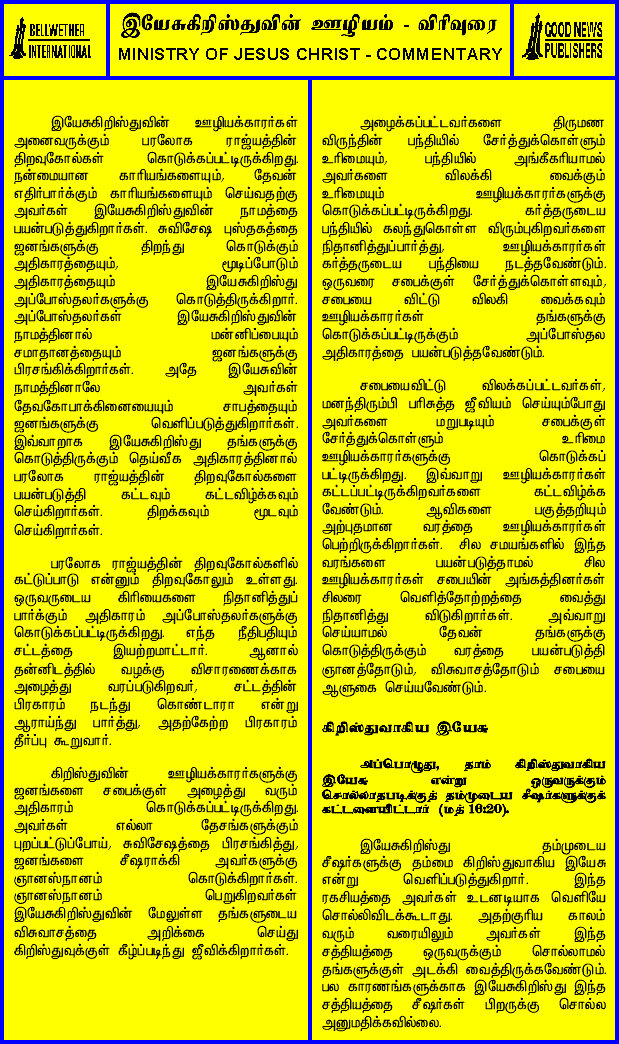 BELLWETHER
INTERNATIONAL
இயேசுகிறிஸ்துவின் ஊழியம் - விரிவுரை
MINISTRY OF JESUS CHRIST - COMMENTARY
GOOD NEWS
PUBLISHERS
இயேசுகிறிஸ்துவின் ஊழியக்காரர்கள்
அனைவருக்கும் பரலோக ராஜ்யத்தின்
திறவுகோல்கள் கொடுக்கப்பட்டிருக்கிறது.
நன்மையான காரியங்களையும், தேவன்
எதிர்பார்க்கும் காரியங்களையும் செய்வதற்கு
அவர்கள் இயேசுகிறிஸ்துவின் நாமத்தை
பயன்படுத்துகிறார்கள். சுவிசேஷ புஸ்தகத்தை
ஜனங்களுக்கு திறந்து கொடுக்கும்
அதிகாரத்தையும், மூடிப்போடும்
அதிகாரத்தையும் இயேசுகிறிஸ்து
அப்போஸ்தலர்களுக்கு கொடுத்திருக்கிறார்.
அப்போஸ்தலர்கள் இயேசுகிறிஸ்துவின்
நாமத்தினால் மன்னிப்பையும்
சமாதானத்தையும் ஜனங்களுக்கு
பிரசங்கிக்கிறார்கள். அதே இயேசுவின்
நாமத்தினாலே அவர்கள்
தேவகோபாக்கினையையும் சாபத்தையும்
ஜனங்களுக்கு வெளிப்படுத்துகிறார்கள்.
இவ்வாறாக இயேசுகிறிஸ்து தங்களுக்கு
கொடுத்திருக்கும் தெய்வீக அதிகாரத்தினால்
பரலோக ராஜ்யத்தின் திறவுகோல்களை
பயன்படுத்தி கட்டவும் கட்டவிழ்க்கவும்
செய்கிறார்கள். திறக்கவும் மூடவும்
செய்கிறார்கள்.
பரலோக ராஜ்யத்தின் திறவுகோல்களில்
கட்டுப்பாடு என்னும் திறவுகோலும் உள்ளது.
ஒருவருடைய கிரியைகளை நிதானித்துப்
பார்க்கும் அதிகாரம் அப்போஸ்தலர்களுக்கு
கொடுக்கப்பட்டிருக்கிறது. எந்த நீதிபதியும்
சட்டத்தை இயற்றமாட்டார். ஆனால்
தன்னிடத்தில் வழக்கு விசாரணைக்காக
அழைத்து வரப்படுகிறவர், சட்டத்தின்
பிரகாரம் நடந்து கொண்டாரா என்று
ஆராய்ந்து பார்த்து, அதற்கேற்ற பிரகாரம்
தீர்ப்பு கூறுவார்.
கிறிஸ்துவின் ஊழியக்காரர்களுக்கு
ஜனங்களை சபைக்குள் அழைத்து வரும்
அதிகாரம் கொடுக்கப்பட்டிருக்கிறது.
அவர்கள் எல்லா தேசங்களுக்கும்
புறப்பட்டுப்போய், சுவிசேஷத்தை பிரசங்கித்து,
ஜனங்களை சீஷராக்கி அவர்களுக்கு
ஞானஸ்நானம் கொடுக்கிறார்கள்.
ஞானஸ்நானம் பெறுகிறவர்கள்
இயேசுகிறிஸ்துவின் மேலுள்ள தங்களுடைய
விசுவாசத்தை அறிக்கை செய்து
கிறிஸ்துவுக்குள் கீழ்ப்படிந்து ஜீவிக்கிறார்கள்.
அழைக்கப்பட்டவர்களை திருமண
விருந்தின் பந்தியில் சேர்த்துக்கொள்ளும்
உரிமையும், பந்தியில் அங்கீகரியாமல்
அவர்களை விலக்கி வைக்கும்
உரிமையும் ஊழியக்காரர்களுக்கு
கொடுக்கப்பட்டிருக்கிறது. கர்த்தருடைய
பந்தியில் கலந்துகொள்ள விரும்புகிறவர்களை
நிதானித்துப்பார்த்து, ஊழியக்காரர்கள்
கர்த்தருடைய பந்தியை நடத்தவேண்டும்.
ஒருவரை சபைக்குள் சேர்த்துக்கொள்ளவும்,
சபையை விட்டு விலகி வைக்கவும்
ஊழியக்காரர்கள் தங்களுக்கு
கொடுக்கப்பட்டிருக்கும் அப்போஸ்தல
அதிகாரத்தை பயன்படுத்தவேண்டும்.
சபையைவிட்டு விலக்கப்பட்டவர்கள்,
மனந்திரும்பி பரிசுத்த ஜீவியம் செய்யும்போது
அவர்களை மறுபடியும் சபைக்குள்
சேர்த்துக்கொள்ளும் உரிமை
ஊழியக்காரர்களுக்கு கொடுக்கப்
பட்டிருக்கிறது. இவ்வாறு ஊழியக்காரர்கள்
கட்டப்பட்டிருக்கிறவர்களை கட்டவிழ்க்க
வேண்டும். ஆவிகளை பகுத்தறியும்
அற்புதமான வரத்தை ஊழியக்காரர்கள்
பெற்றிருக்கிறார்கள். சில சமயங்களில் இந்த
வரங்களை பயன்படுத்தாமல் சில
ஊழியக்காரர்கள் சபையின் அங்கத்தினர்கள்
சிலரை வெளித்தோற்றத்தை வைத்து
நிதானித்து விடுகிறார்கள். அவ்வாறு
செய்யாமல் தேவன் தங்களுக்கு
கொடுத்திருக்கும் வரத்தை பயன்படுத்தி
ஞானத்தோடும், விசுவாசத்தோடும் சபையை
ஆளுகை செய்யவேண்டும்.
கிறிஸ்துவாகிய இயேசு
அப்பொழுது, தாம் கிறிஸ்துவாகிய
இயேசு என்று ஒருவருக்கும்
சொல்லாதபடிக்குத் தம்முடைய சீஷர்களுக்குக்
கட்டளையிட்டார் (மத் 16:20).
இயேசுகிறிஸ்து தம்முடைய
சீஷர்களுக்கு தம்மை கிறிஸ்துவாகிய இயேசு
என்று வெளிப்படுத்துகிறார். இந்த
ரகசியத்தை அவர்கள் உடனடியாக வெளியே
சொல்லிவிடக்கூடாது. அதற்குரிய காலம்
வரும் வரையிலும் அவர்கள் இந்த
சத்தியத்தை ஒருவருக்கும் சொல்லாமல்
தங்களுக்குள் அடக்கி வைத்திருக்கவேண்டும்.
பல காரணங்களுக்காக இயேசுகிறிஸ்து இந்த
சத்தியத்தை சீஷர்கள் பிறருக்கு சொல்ல
அனுமதிக்கவில்லை.